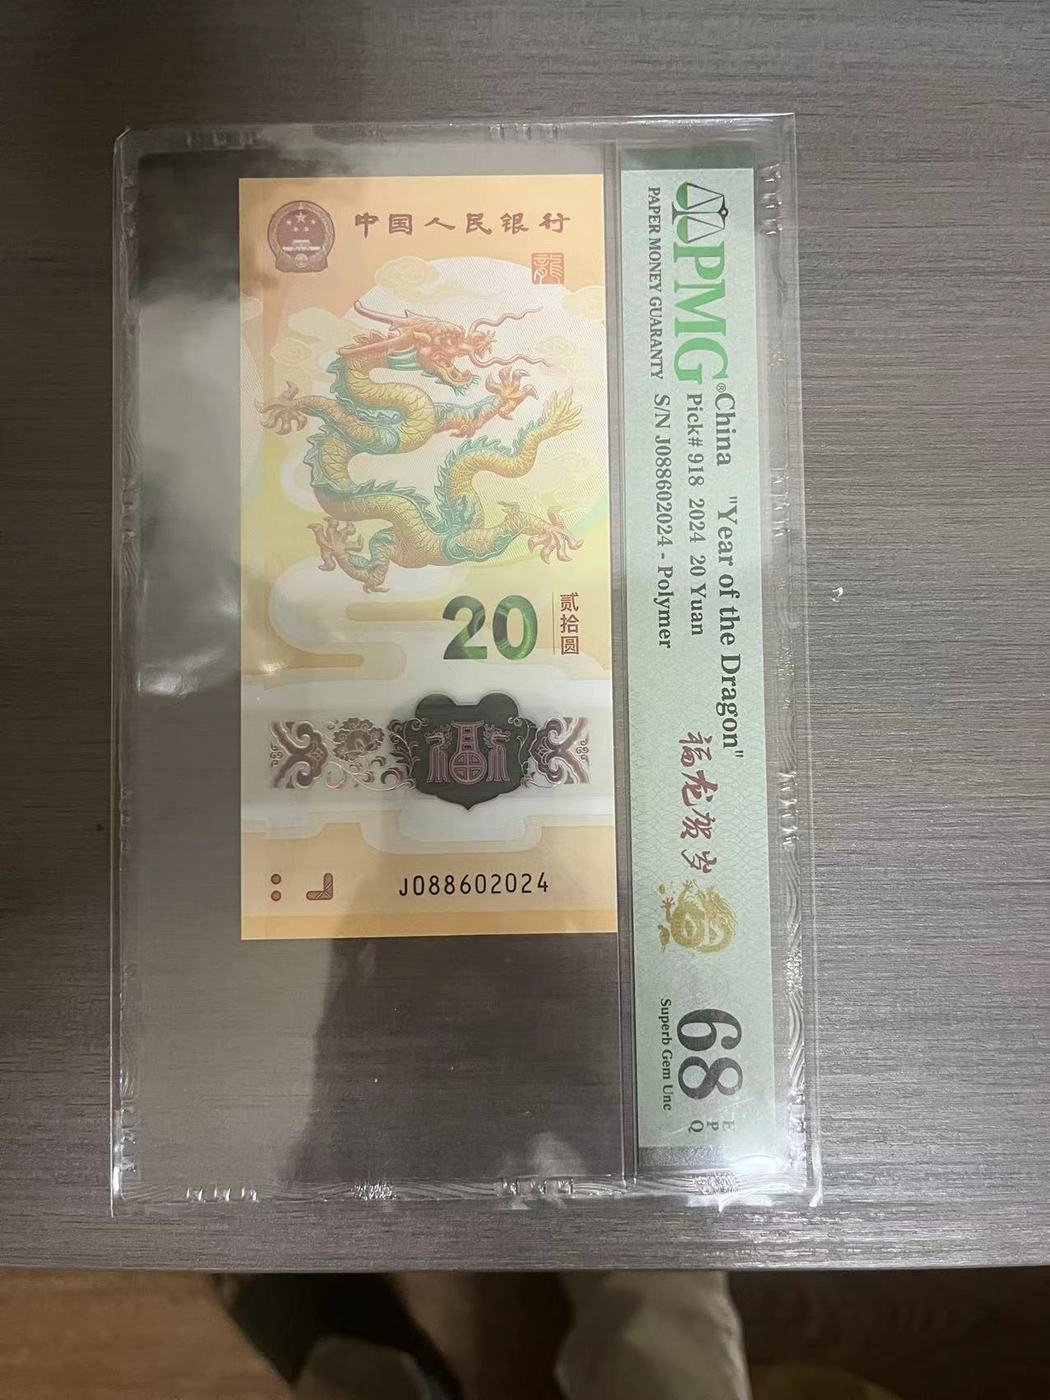 中国人民银行
龍
20
贰拾圆
福
J088602024
PMG®
PAPER MONEY GUARANTY
China "Year of the Dragon"
Pick# 918 2024 20 Yuan
S/N J088602024 - Polymer
福龙贺岁
68
EPQ
Superb Gem Unc